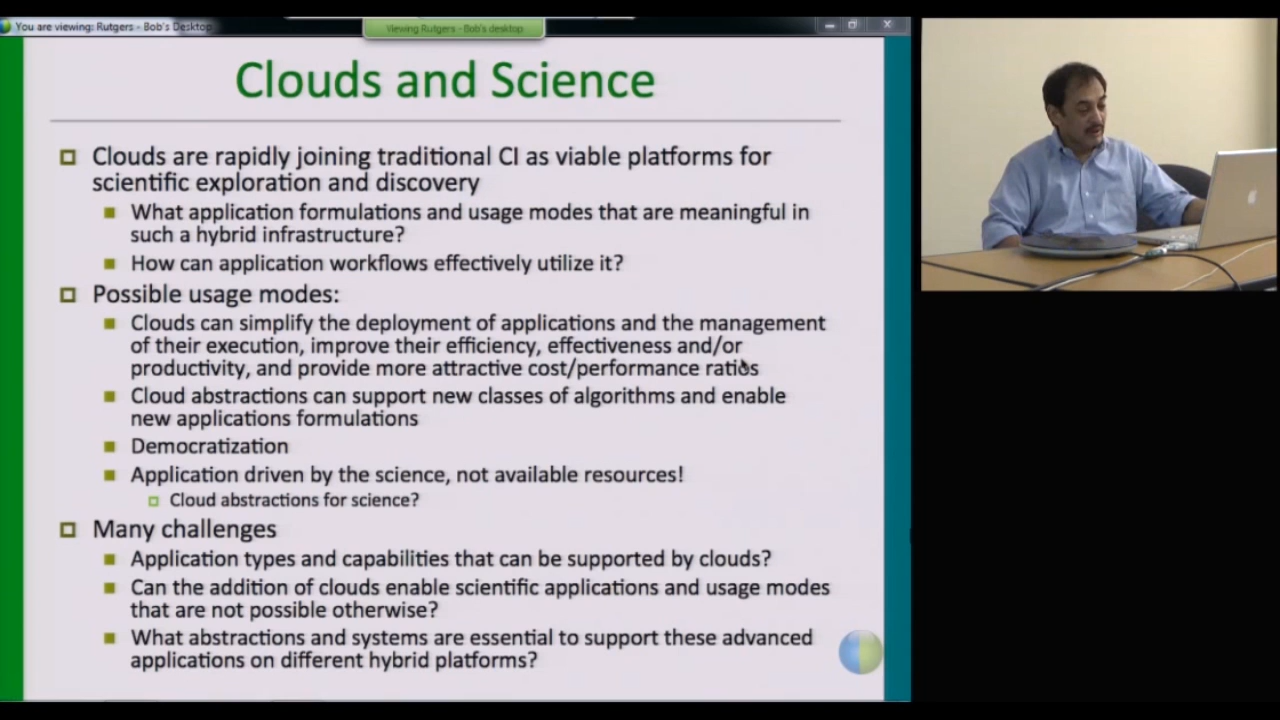 You are viewing: Rutgers - Bob's Desktop
Viewing Rutgers - Bob's desktop
Clouds and Science
Clouds are rapidly joining traditional CI as viable platforms for
scientific exploration and discovery
What application formulations and usage modes that are meaningful in
such a hybrid infrastructure?
How can application workflows effectively utilize it?
Possible usage modes:
Clouds can simplify the deployment of applications and the management
of their execution, improve their efficiency, effectiveness and/or
productivity, and provide more attractive cost/performance ratios
Cloud abstractions can support new classes of algorithms and enable
new applications formulations
Democratization
Application driven by the science, not available resources!
Cloud abstractions for science?
Many challenges
Application types and capabilities that can be supported by clouds?
Can the addition of clouds enable scientific applications and usage modes
that are not possible otherwise?
What abstractions and systems are essential to support these advanced
applications on different hybrid platforms?